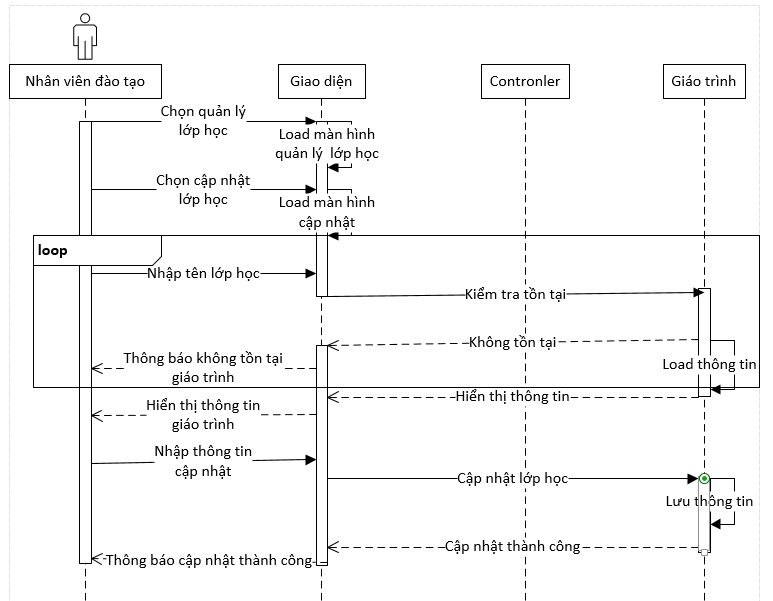 Nhân viên đào tạo
Giao diện
Contronler
Giáo trình
Chọn quản lý
lớp học
Load màn hình
quản lý lớp học
Chọn cập nhật
lớp học
Load màn hình
cập nhật
loop
Nhập tên lớp học
Kiểm tra tồn tại
Không tồn tại
Thông báo không tồn tại
giáo trình
Load thông tin
Hiển thị thông tin
Hiển thị thông tin
giáo trình
Nhập thông tin
cập nhật
Cập nhật lớp học
Lưu thông tin
Cập nhật thành công
Thông báo cập nhật thành công